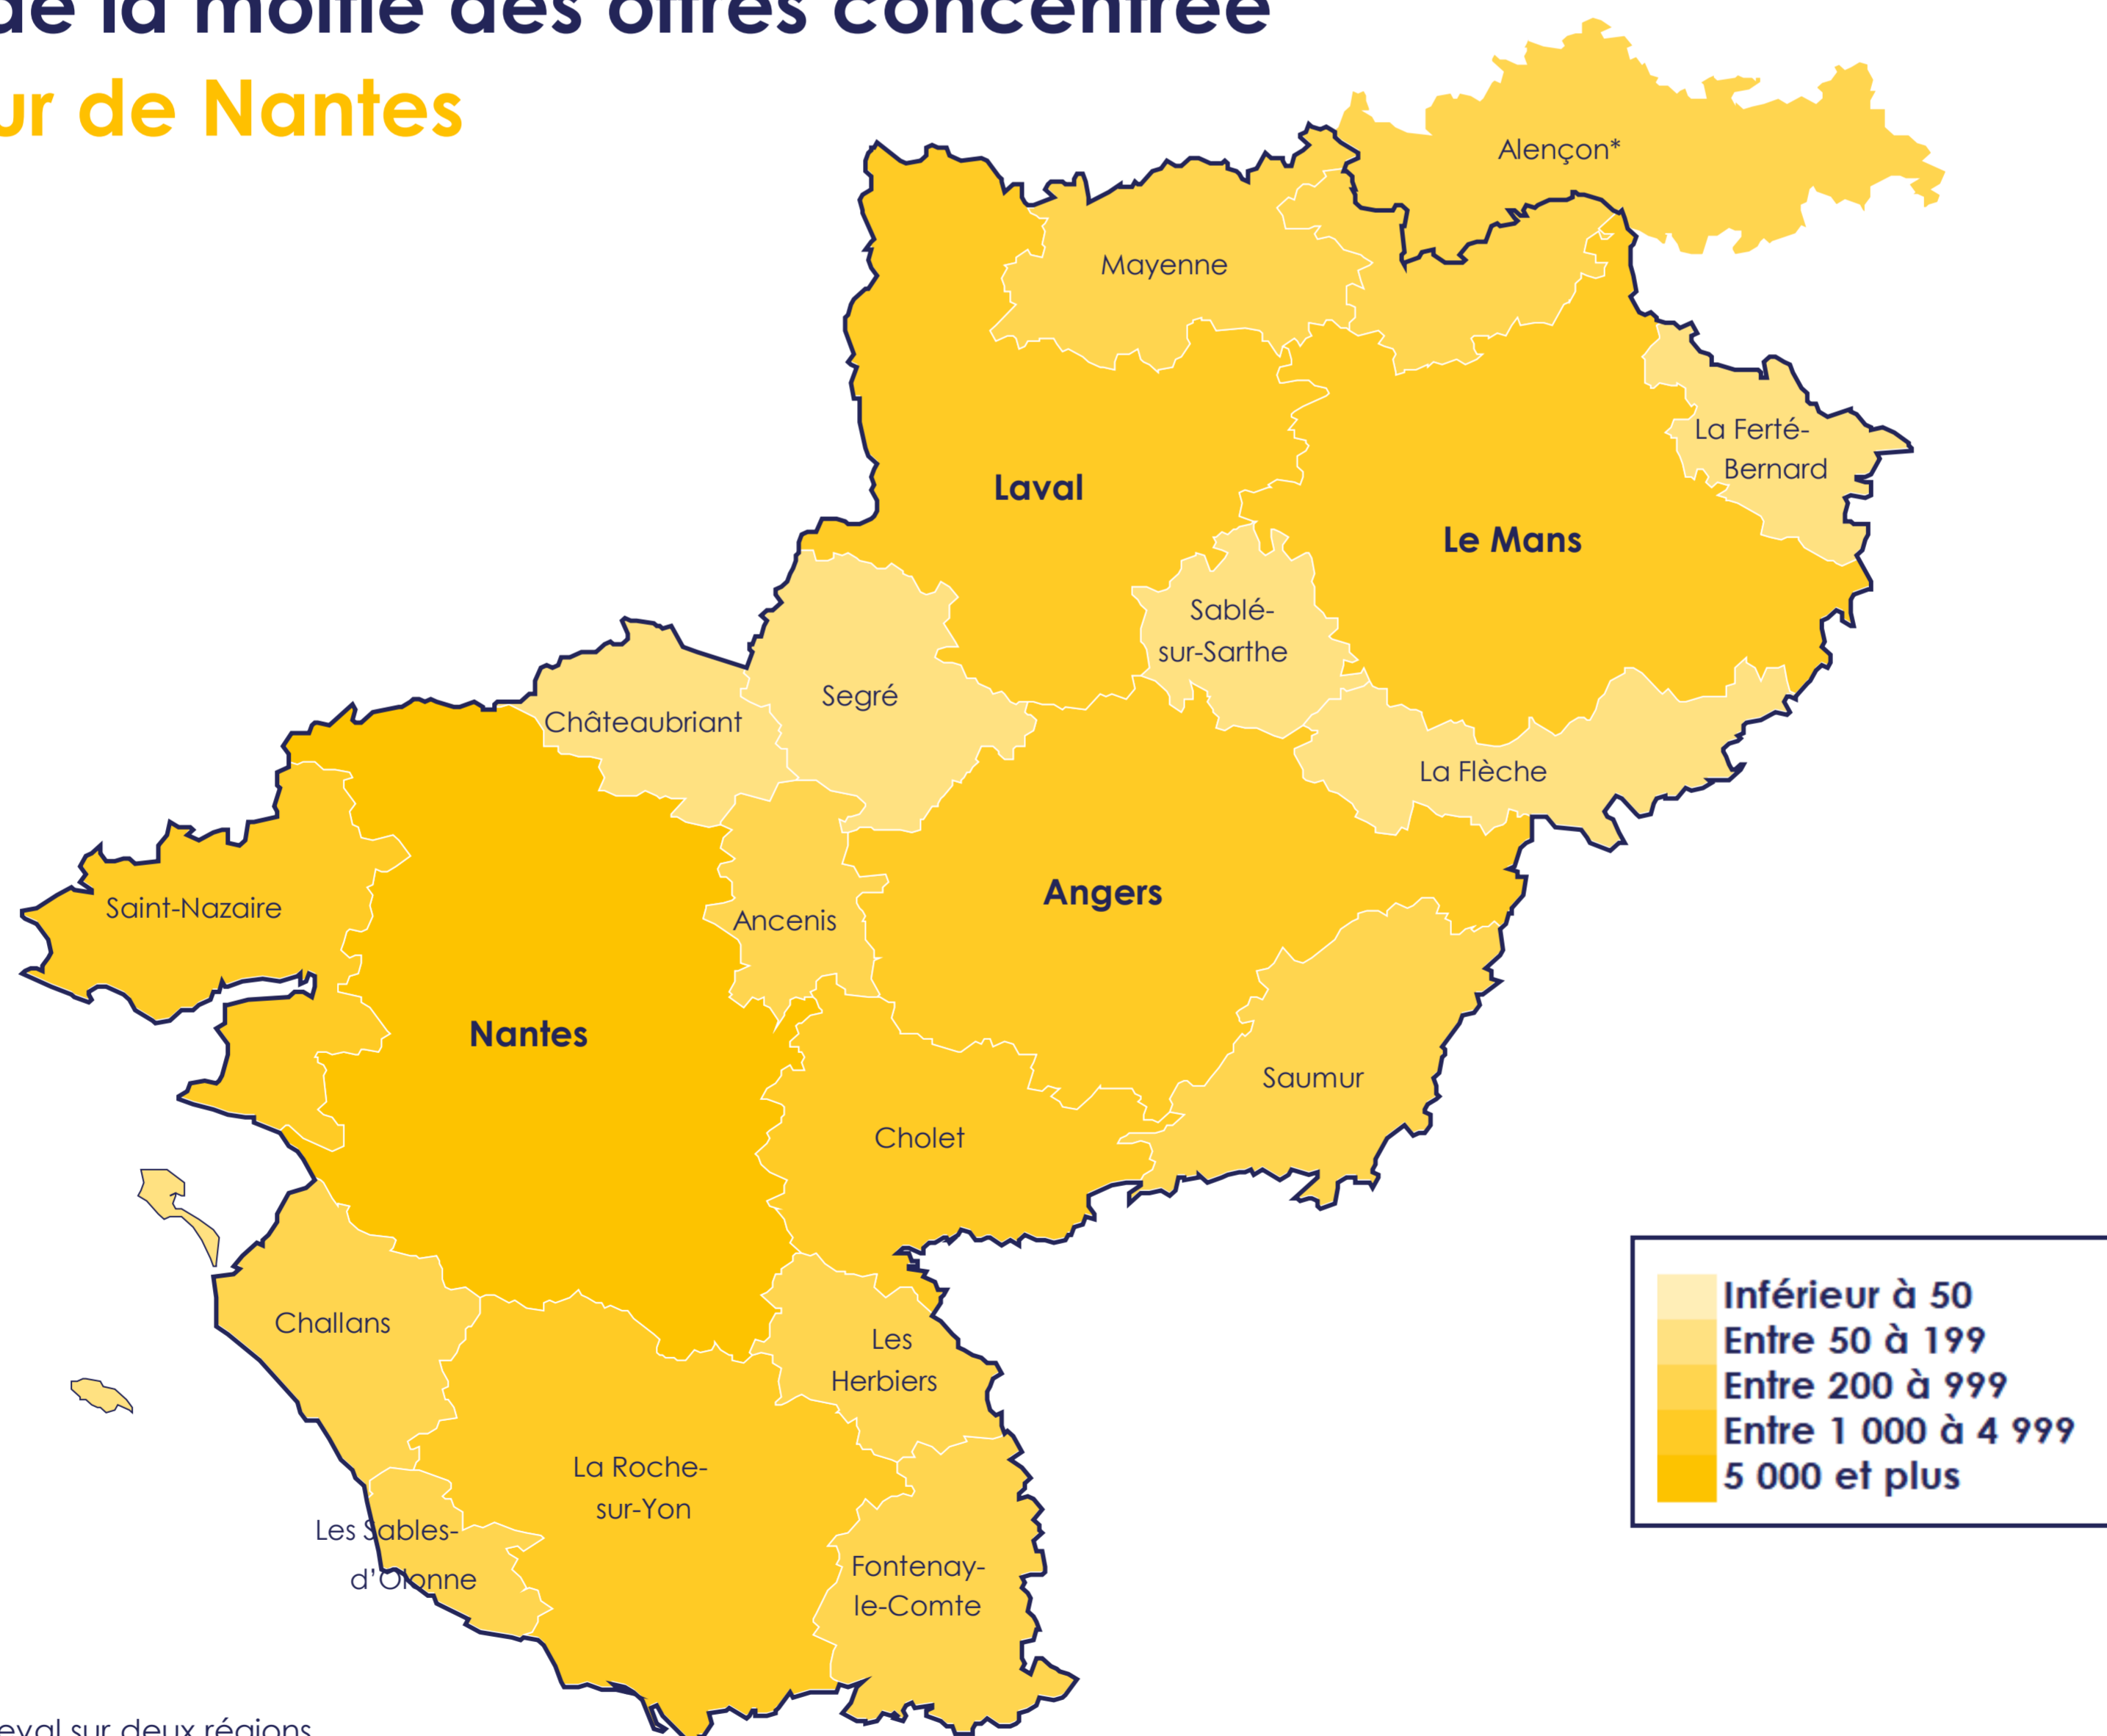 de la moitié des offres concentrée
ur de Nantes
Alençon*
Mayenne
La Ferté-
Bernard
Laval
Le Mans
Sablé-
sur-Sarthe
Segré
Châteaubriant
La Flèche
Saint-Nazaire
Ancenis
Angers
Nantes
Saumur
Cholet
Challans
Les
Herbiers
La Roche-
sur-Yon
Les Sables-
d'Olonne
Fontenay-
le-Comte
Inférieur à 50
Entre 50 à 199
Entre 200 à 999
Entre 1 000 à 4 999
5 000 et plus
eval sur deux régions